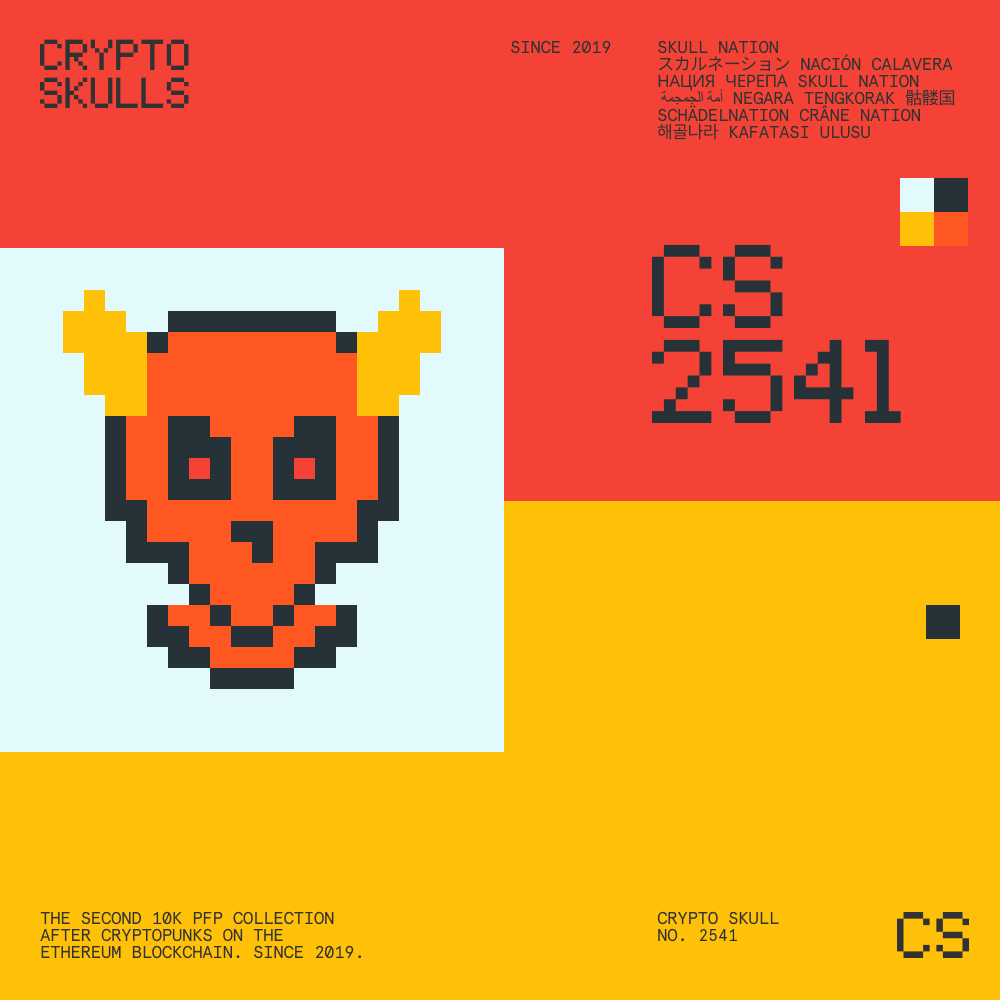 CRYPTO
SKULLS
SINCE 2019
SKULL NATION
スカルネーション NACIÓN CALAVERA
НАЦИЯ ЧЕРЕПА SKULL NATION
أمة الجمجمة NEGARA TENGKORAK 骷髅国
SCHÄDELNATION CRÂNE NATION
해골나라 KAFATASI ULUSU
CS
2541
THE SECOND 10K PFP COLLECTION
AFTER CRYPTOPUNKS ON THE
ETHEREUM BLOCKCHAIN. SINCE 2019.
CRYPTO SKULL
NO. 2541
CS